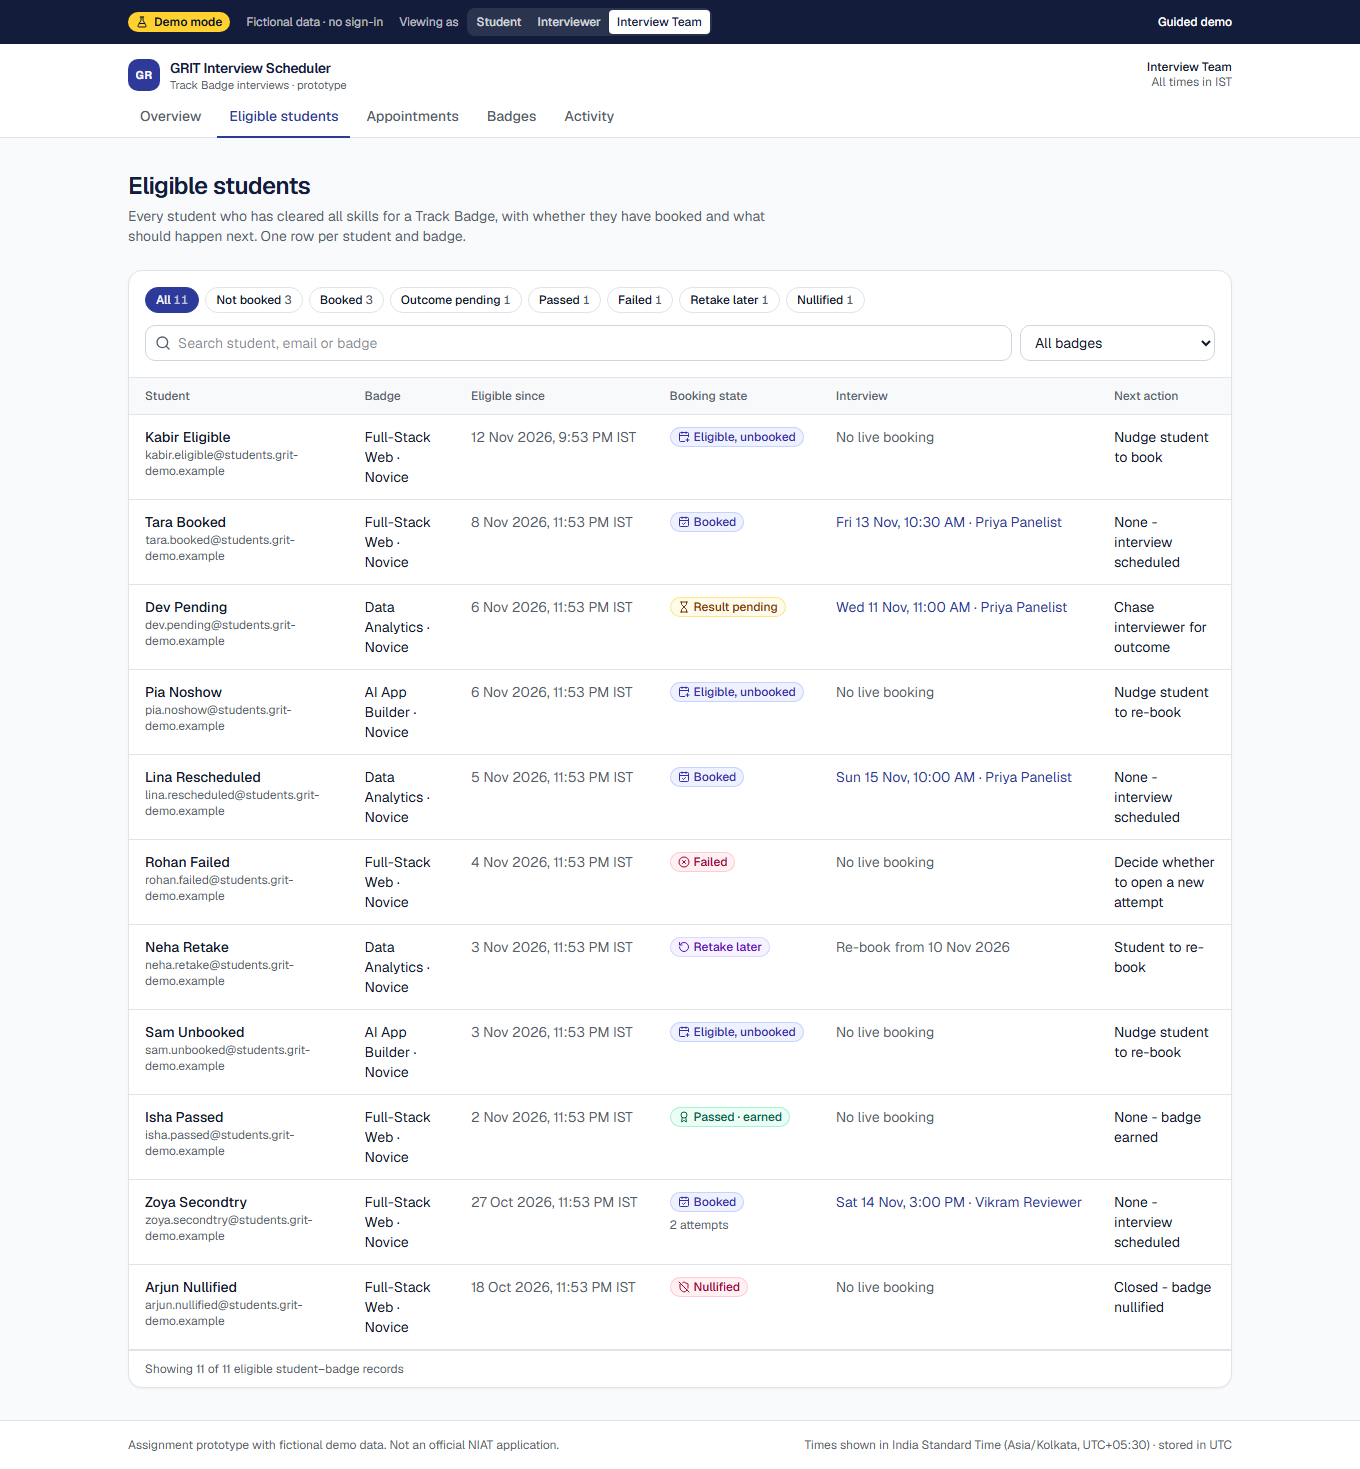 Demo mode Fictional data · no sign-in Viewing as Student Interviewer Interview Team Guided demo
GR GRIT Interview Scheduler
Track Badge interviews · prototype
Interview Team
All times in IST
Overview Eligible students Appointments Badges Activity
Eligible students
Every student who has cleared all skills for a Track Badge, with whether they have booked and what
should happen next. One row per student and badge.
All 11 Not booked 3 Booked 3 Outcome pending 1 Passed 1 Failed 1 Retake later 1 Nullified 1
Search student, email or badge All badges
Student Badge Eligible since Booking state Interview Next action
Kabir Eligible
kabir.eligible@students.grit-
demo.example
Full-Stack
Web ·
Novice
12 Nov 2026, 9:53 PM IST
Eligible, unbooked
No live booking
Nudge student
to book
Tara Booked
tara.booked@students.grit-
demo.example
Full-Stack
Web ·
Novice
8 Nov 2026, 11:53 PM IST
Booked
Fri 13 Nov, 10:30 AM · Priya Panelist
None -
interview
scheduled
Dev Pending
dev.pending@students.grit-
demo.example
Data
Analytics ·
Novice
6 Nov 2026, 11:53 PM IST
Result pending
Wed 11 Nov, 11:00 AM · Priya Panelist
Chase
interviewer for
outcome
Pia Noshow
pia.noshow@students.grit-
demo.example
AI App
Builder ·
Novice
6 Nov 2026, 11:53 PM IST
Eligible, unbooked
No live booking
Nudge student
to re-book
Lina Rescheduled
lina.rescheduled@students.grit-
demo.example
Data
Analytics ·
Novice
5 Nov 2026, 11:53 PM IST
Booked
Sun 15 Nov, 10:00 AM · Priya Panelist
None -
interview
scheduled
Rohan Failed
rohan.failed@students.grit-
demo.example
Full-Stack
Web ·
Novice
4 Nov 2026, 11:53 PM IST
Failed
No live booking
Decide whether
to open a new
attempt
Neha Retake
neha.retake@students.grit-
demo.example
Data
Analytics ·
Novice
3 Nov 2026, 11:53 PM IST
Retake later
Re-book from 10 Nov 2026
Student to re-
book
Sam Unbooked
sam.unbooked@students.grit-
demo.example
AI App
Builder ·
Novice
3 Nov 2026, 11:53 PM IST
Eligible, unbooked
No live booking
Nudge student
to re-book
Isha Passed
isha.passed@students.grit-
demo.example
Full-Stack
Web ·
Novice
2 Nov 2026, 11:53 PM IST
Passed · earned
No live booking
None - badge
earned
Zoya Secondtry
zoya.secondtry@students.grit-
demo.example
Full-Stack
Web ·
Novice
27 Oct 2026, 11:53 PM IST
Booked
2 attempts
Sat 14 Nov, 3:00 PM · Vikram Reviewer
None -
interview
scheduled
Arjun Nullified
arjun.nullified@students.grit-
demo.example
Full-Stack
Web ·
Novice
18 Oct 2026, 11:53 PM IST
Nullified
No live booking
Closed - badge
nullified
Showing 11 of 11 eligible student–badge records
Assignment prototype with fictional demo data. Not an official NIAT application.
Times shown in India Standard Time (Asia/Kolkata, UTC+05:30) · stored in UTC